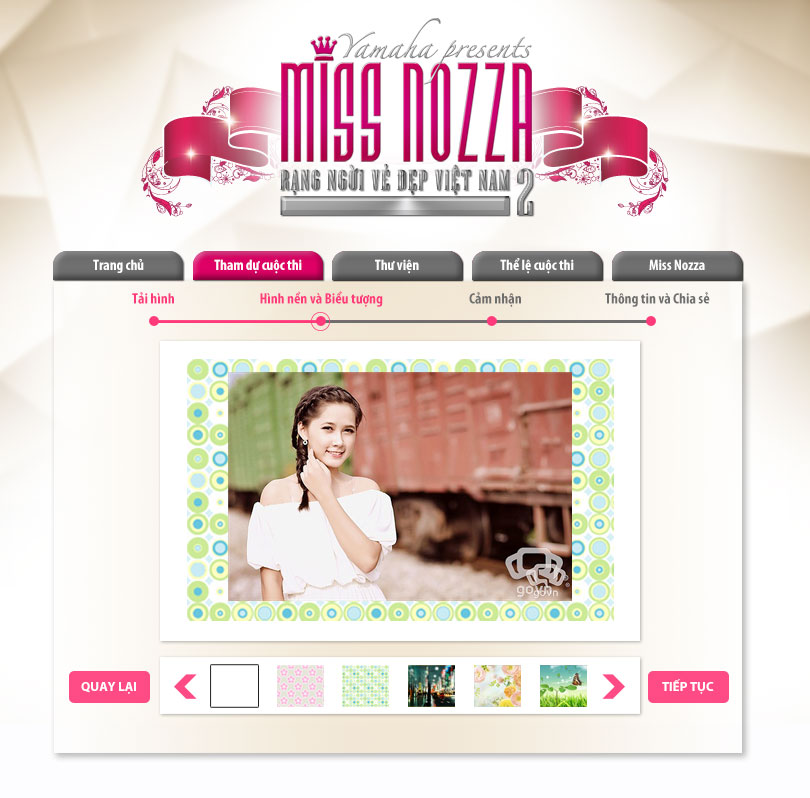 Yamaha presents
MISS NOZZA
RẠNG NGỜI VẺ ĐẸP VIỆT NAM 2
Trang chủ
Tham dự cuộc thi
Thư viện
Thể lệ cuộc thi
Miss Nozza
Tải hình
Hình nền và Biểu tượng
Cảm nhận
Thông tin và Chia sẻ
govn
govn
QUAY LẠI
TIẾP TỤC